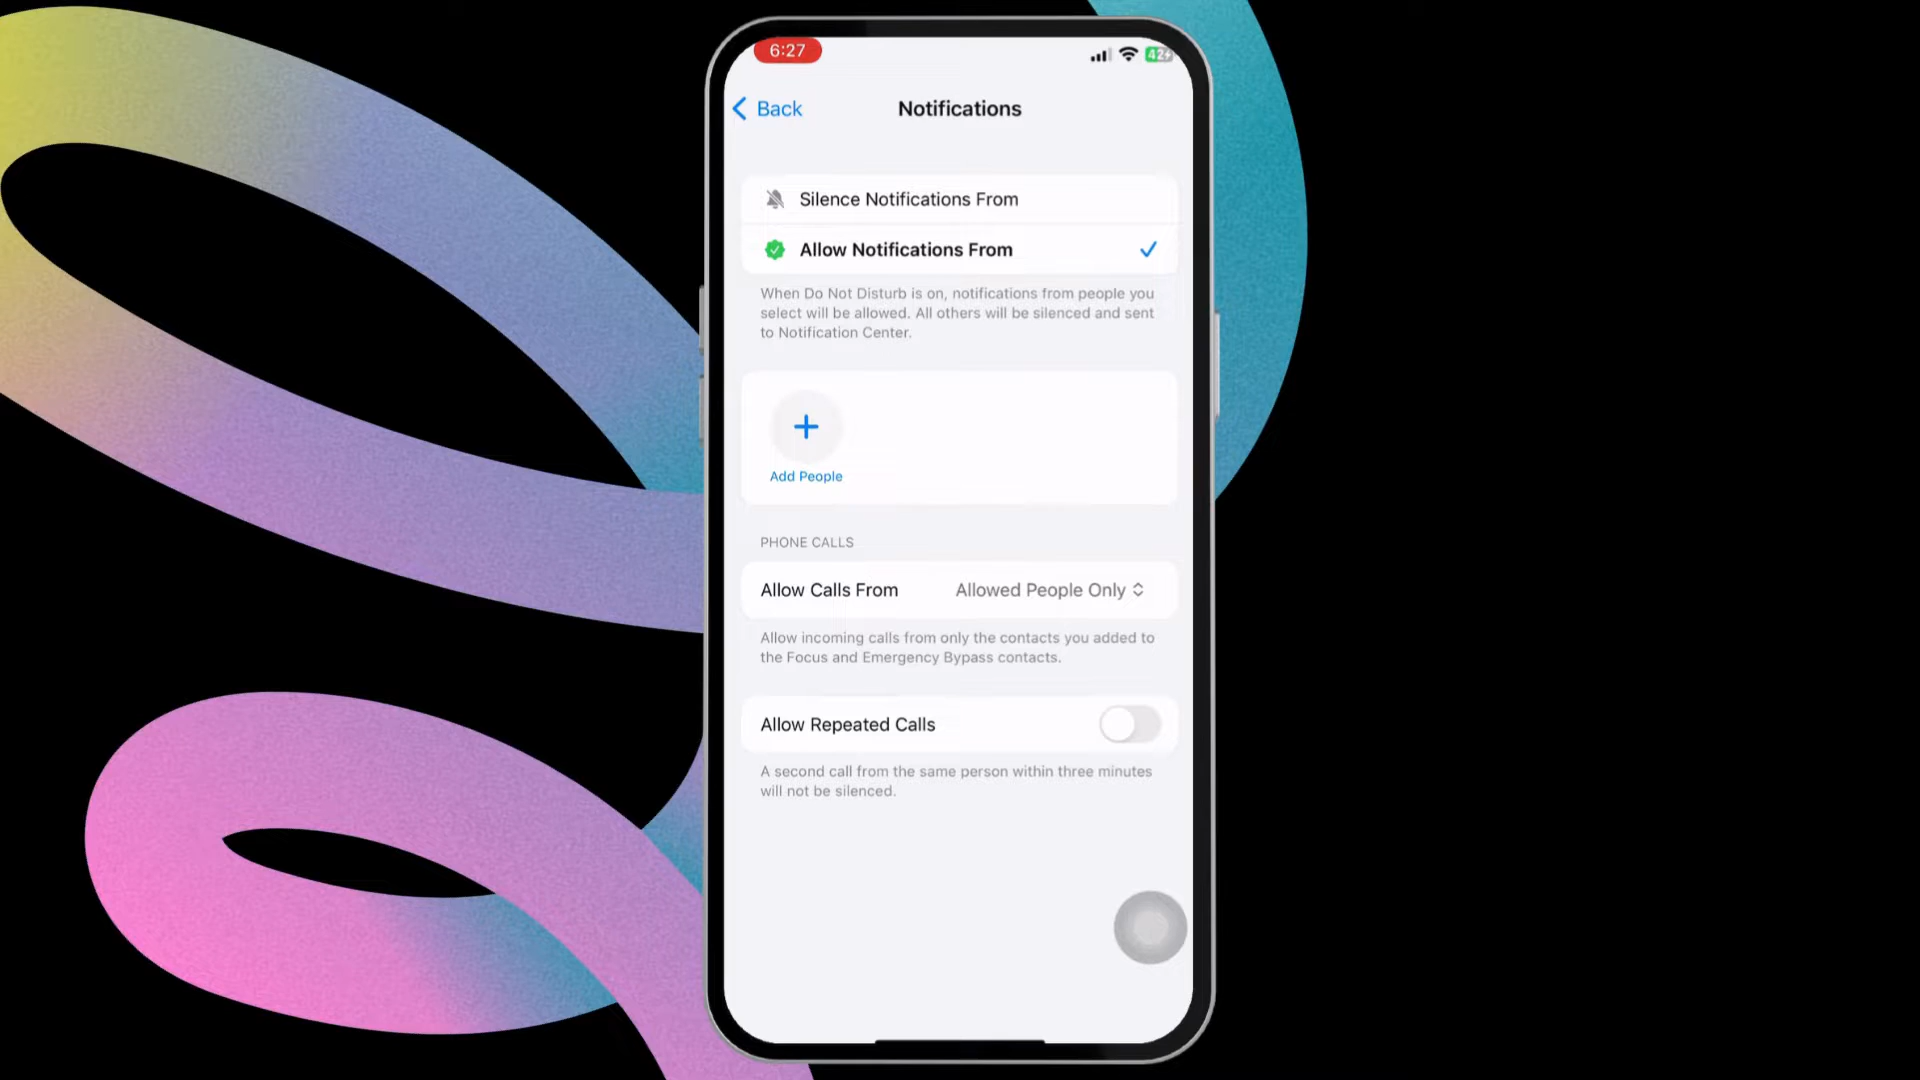 6:27
42
Back
Notifications
Silence Notifications From
Allow Notifications From
When Do Not Disturb is on, notifications from people you
select will be allowed. All others will be silenced and sent
to Notification Center.
Add People
PHONE CALLS
Allow Calls From
Allowed People Only
Allow incoming calls from only the contacts you added to
the Focus and Emergency Bypass contacts.
Allow Repeated Calls
A second call from the same person within three minutes
will not be silenced.